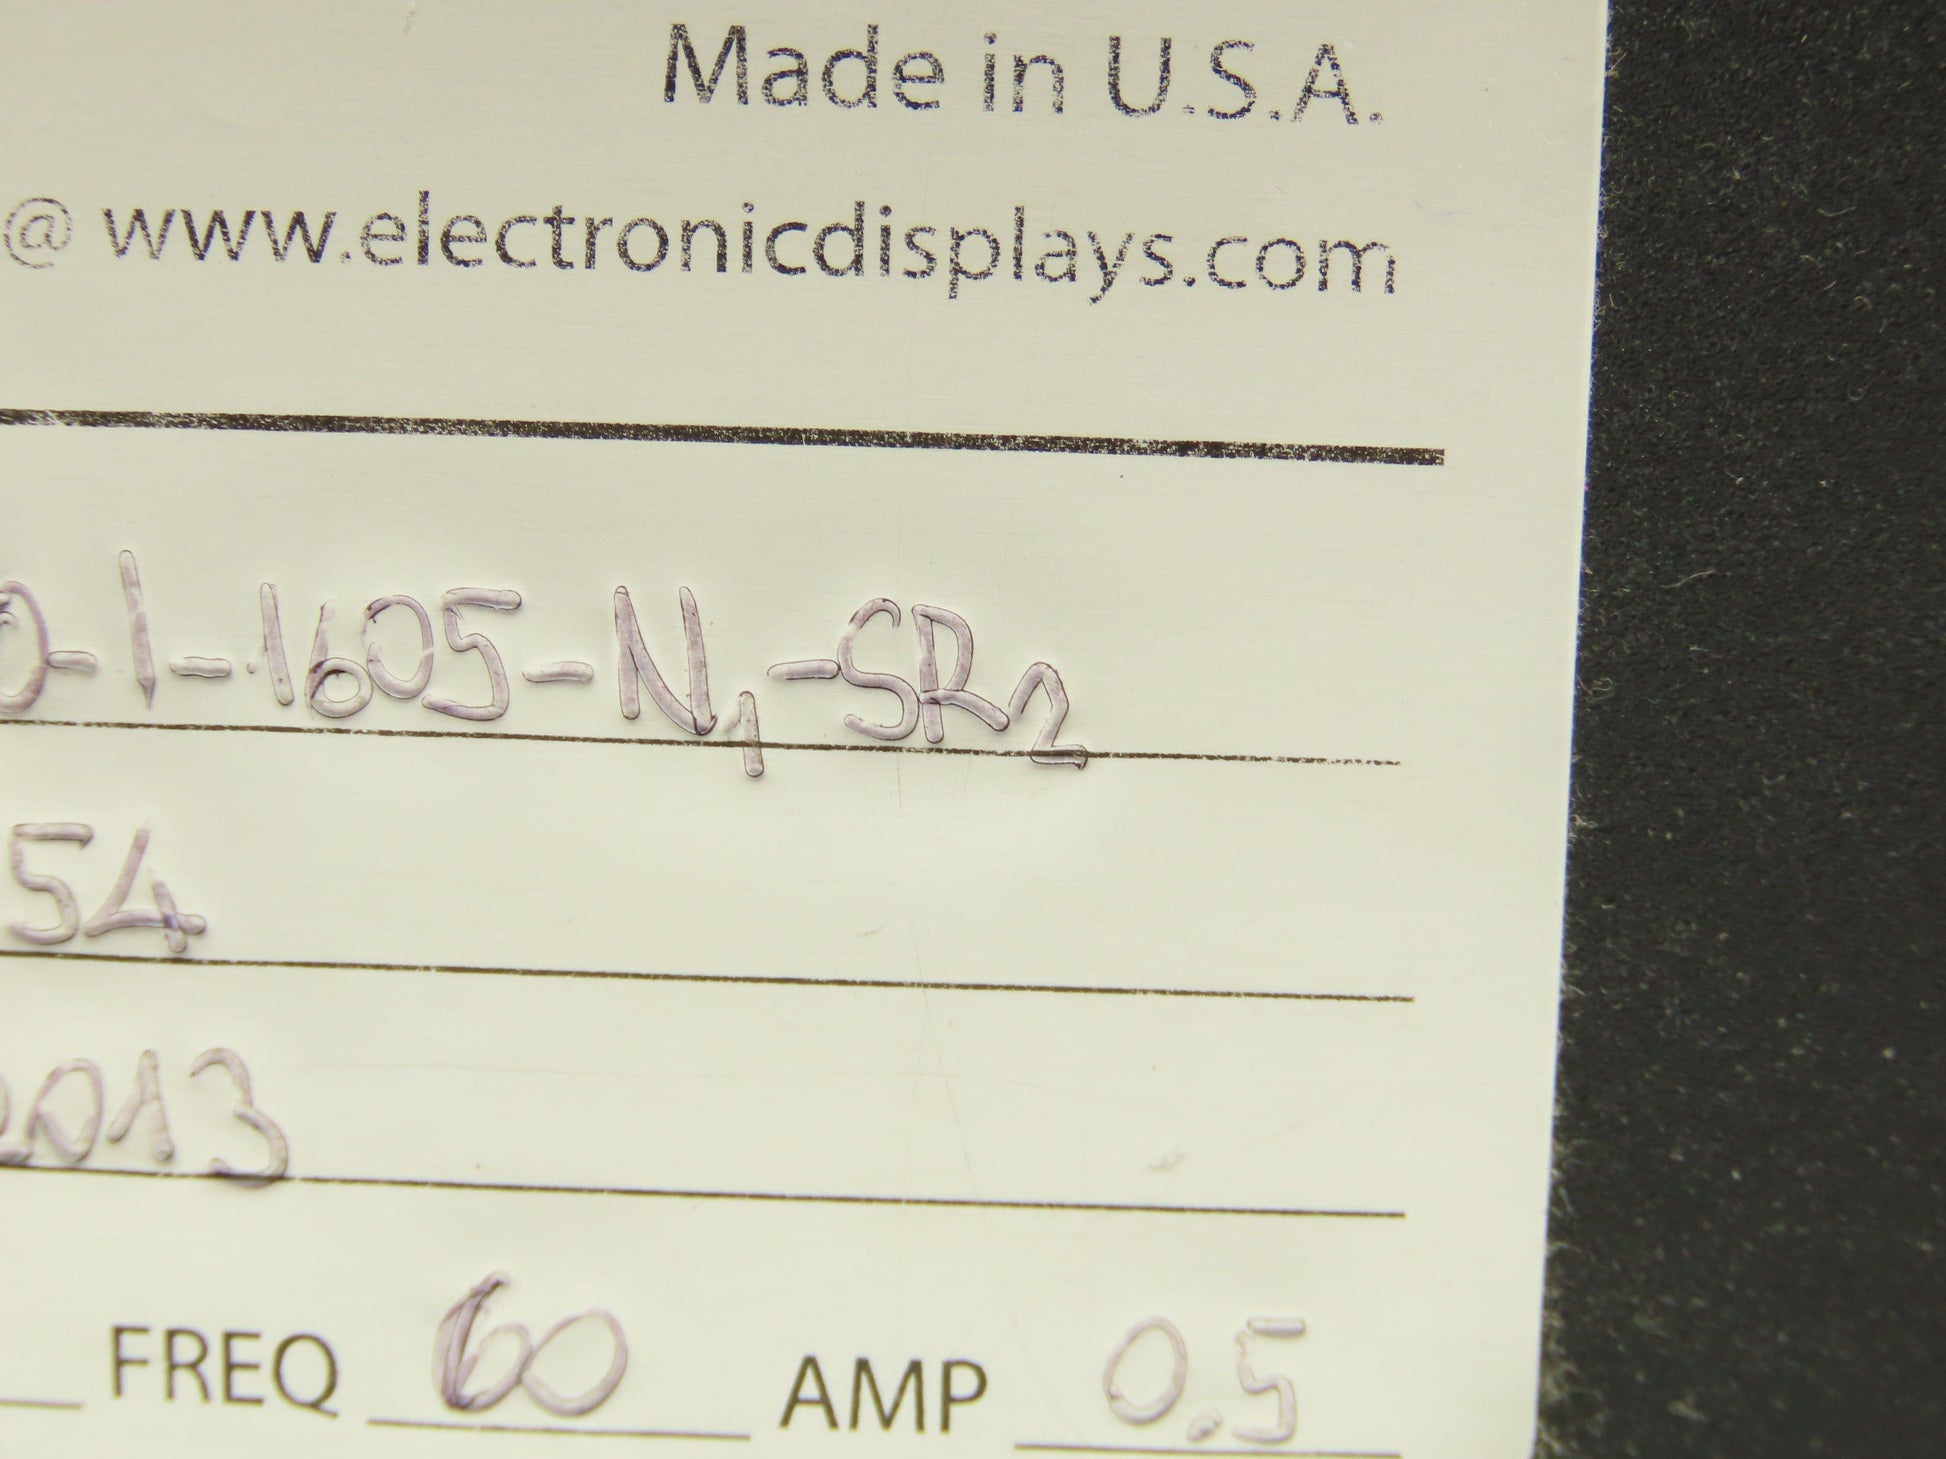 Made in U.S.A.
@ www.electronicdisplays.com
0-1-1605-N1-SR2
54
2013
FREQ 60 AMP 0.5